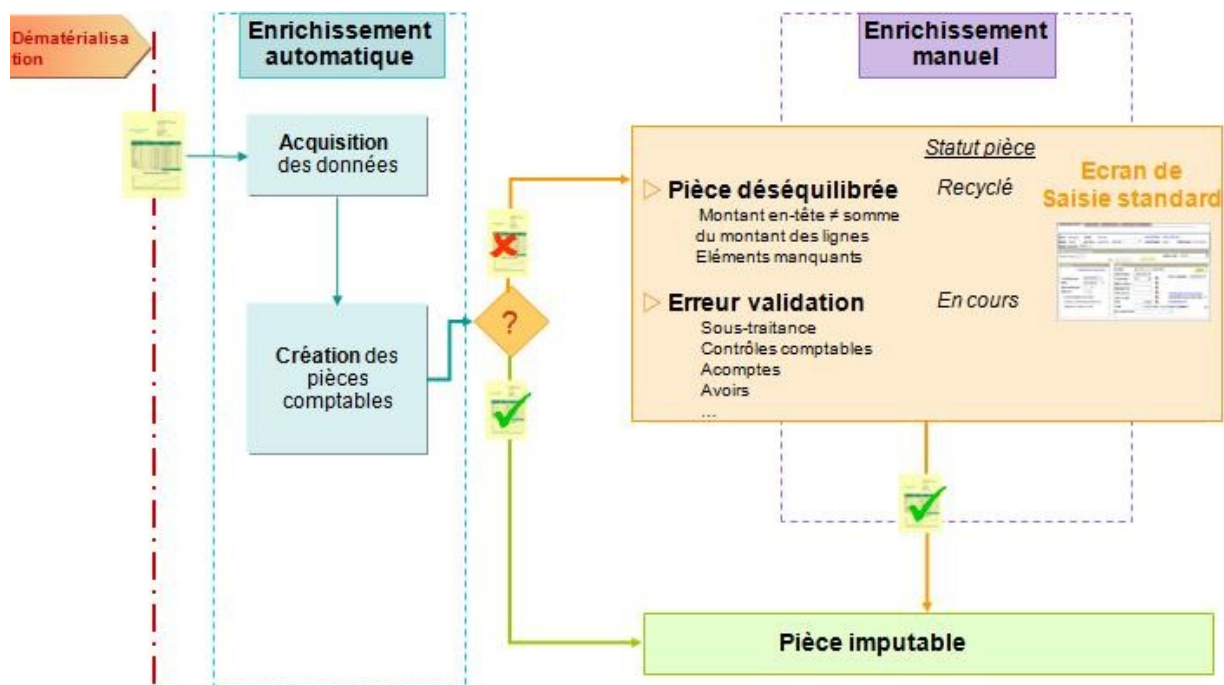 Dématérialisa
tion
Enrichissement
automatique
Enrichissement
manuel
Acquisition
des données
Création des
pièces
comptables
?
Statut pièce
Pièce déséquilibrée
Recyclé
Montant en-tête ≠ somme
du montant des lignes
Eléments manquants
Ecran de
Saisie standard
Erreur validation
En cours
Sous-traitance
Contrôles comptables
Acomptes
Avoirs
...
Pièce imputable